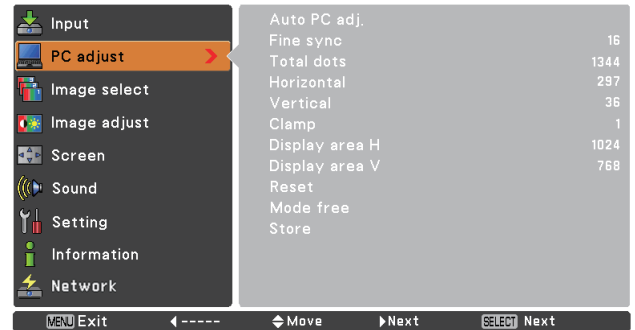 Input
PC adjust
Image select
Image adjust
Screen
Sound
Setting
Information
Network
Auto PC adj.
Fine sync 16
Total dots 1344
Horizontal 297
Vertical 36
Clamp 1
Display area H 1024
Display area V 768
Reset
Mode free
Store
MENU Exit ----- Move Next SELECT Next